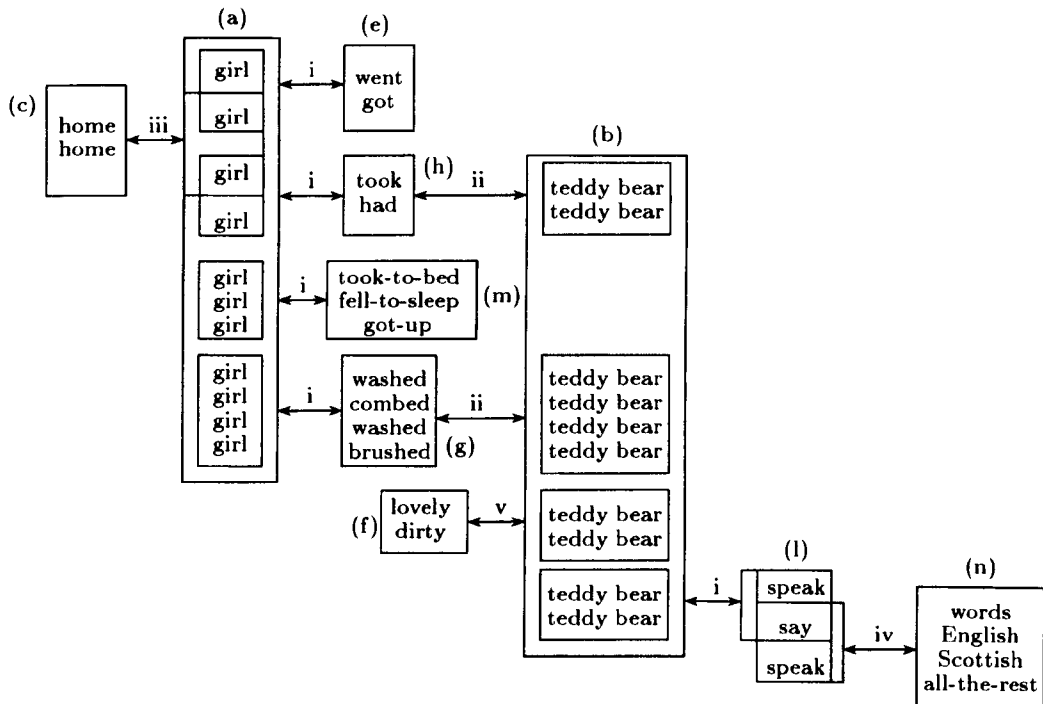 (a)
(e)
girl
i
went
got
(c)
home
home
iii
girl
(b)
girl
i
took
had
(h)
ii
teddy bear
teddy bear
girl
girl
girl
girl
i
took-to-bed
fell-to-sleep
got-up
(m)
girl
girl
girl
girl
i
washed
combed
washed
brushed
(g)
ii
teddy bear
teddy bear
teddy bear
teddy bear
(f)
lovely
dirty
v
teddy bear
teddy bear
(l)
(n)
teddy bear
teddy bear
i
speak
say
speak
iv
words
English
Scottish
all-the-rest